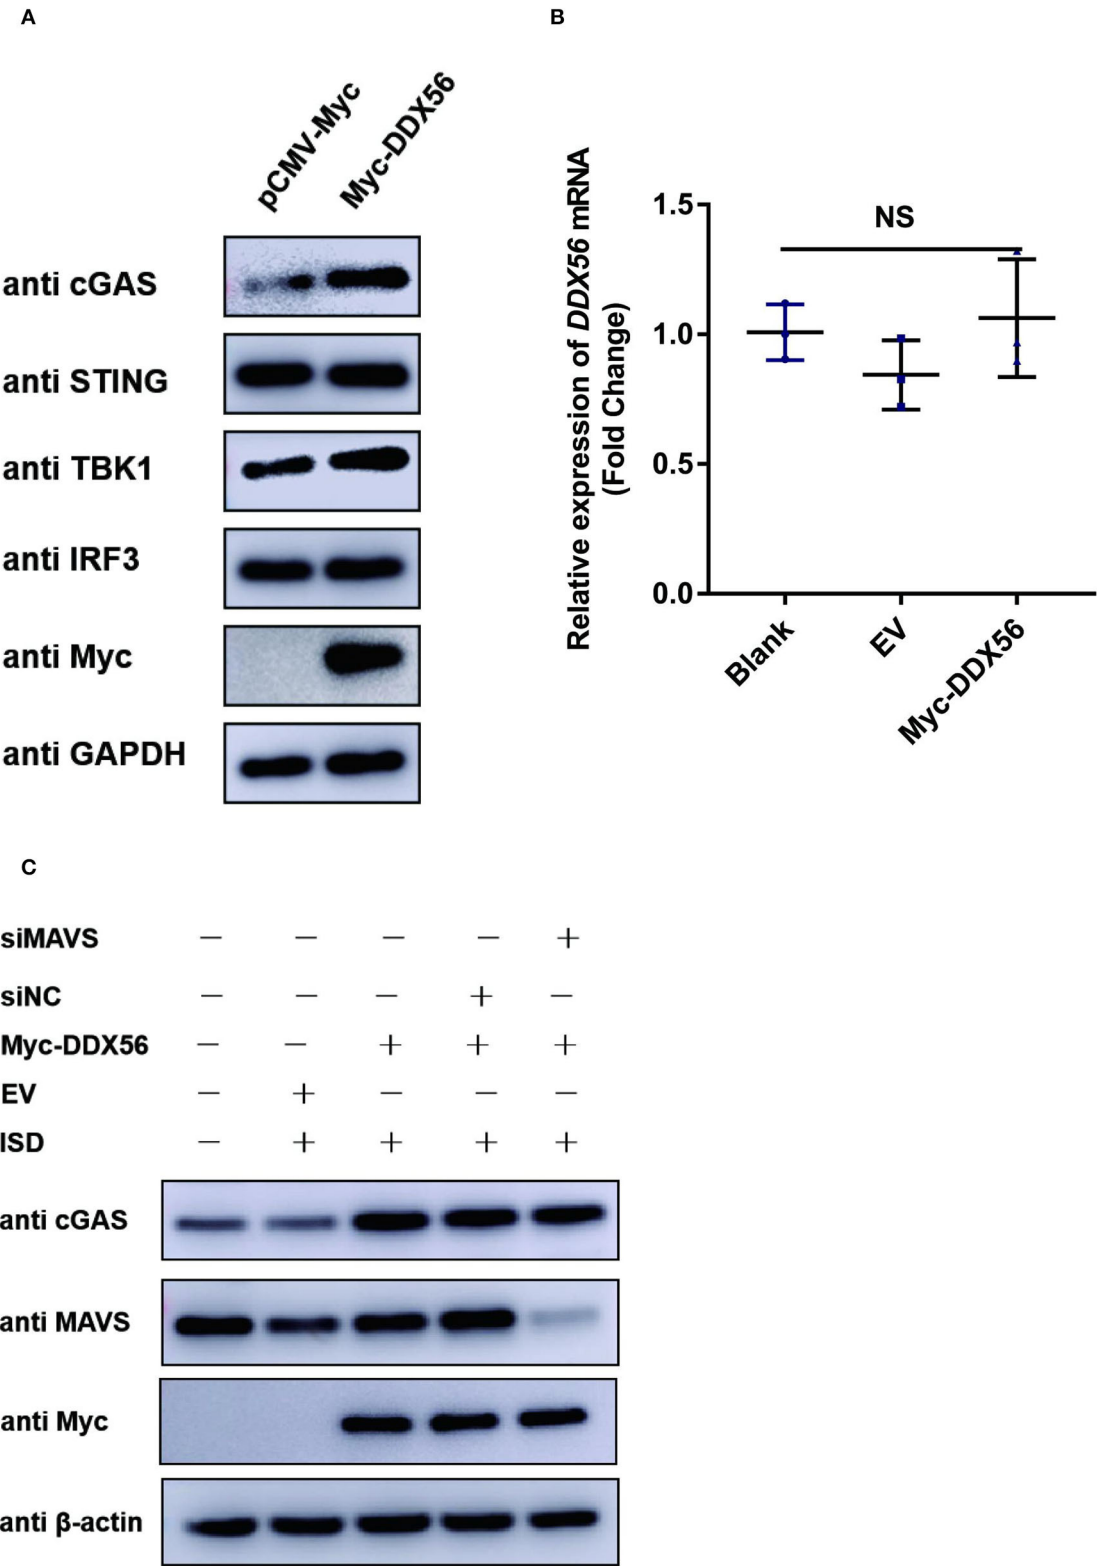 A
pCMV-Myc
Myc-DDX56
anti cGAS
anti STING
anti TBK1
anti IRF3
anti Myc
anti GAPDH
B
Relative expression of DDX56 mRNA
(Fold Change)
1.5
1.0
0.5
0.0
NS
Blank
EV
Myc-DDX56
C
siMAVS − − − − +
siNC − − − + −
Myc-DDX56 − − + + +
EV − + − − −
ISD − + + + +
anti cGAS
anti MAVS
anti Myc
anti β-actin